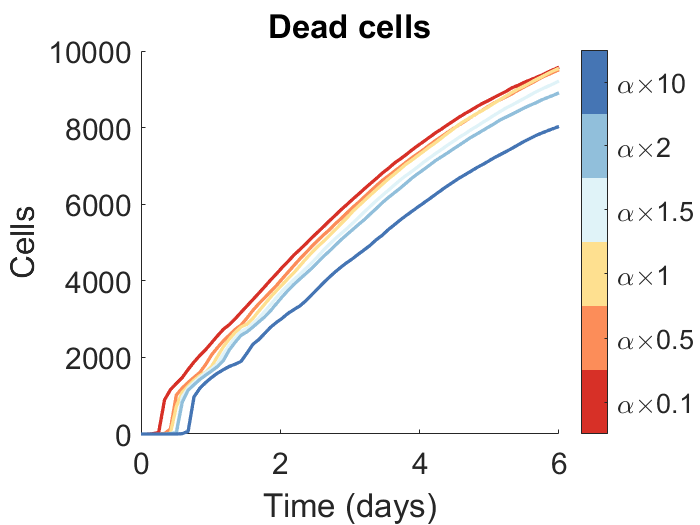 Dead cells
10000
8000
6000
4000
2000
0
Cells
0 2 4 6
Time (days)
α×10
α×2
α×1.5
α×1
α×0.5
α×0.1